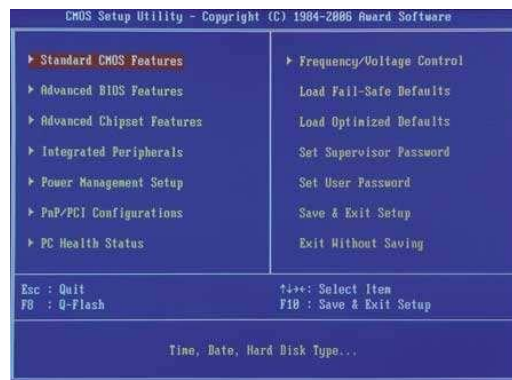 CMOS Setup Utility - Copyright (C) 1984-2006 Award Software
▶ Standard CMOS Features
▶ Advanced BIOS Features
▶ Advanced Chipset Features
▶ Integrated Peripherals
▶ Power Management Setup
▶ PnP/PCI Configurations
▶ PC Health Status
▶ Frequency/Voltage Control
Load Fail-Safe Defaults
Load Optimized Defaults
Set Supervisor Password
Set User Password
Save & Exit Setup
Exit Without Saving
Esc : Quit
F8 : Q-Flash
↑↓→←: Select Item
F10 : Save & Exit Setup
Time, Date, Hard Disk Type...